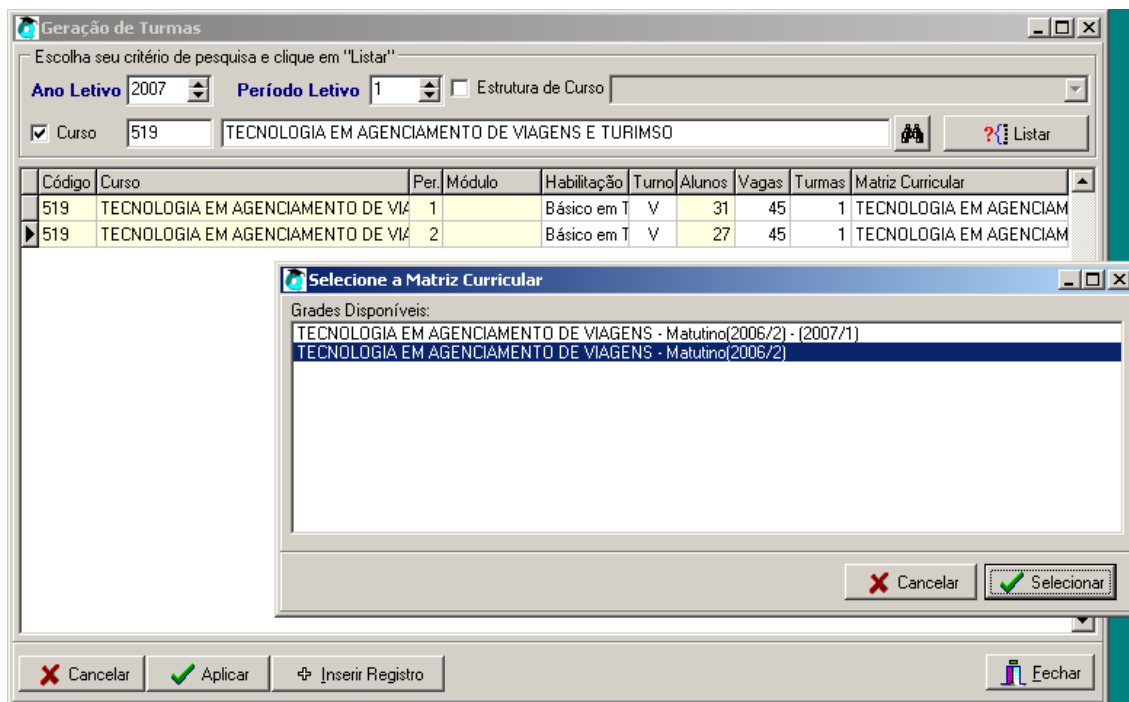 Geração de Turmas
Escolha seu critério de pesquisa e clique em "Listar"
Ano Letivo 2007 Período Letivo 1 Estrutura de Curso
Curso 519 TECNOLOGIA EM AGENCIAMENTO DE VIAGENS E TURIMSO ?{ Listar
Código Curso Per. Módulo Habilitação Turno Alunos Vagas Turmas Matriz Curricular
519 TECNOLOGIA EM AGENCIAMENTO DE VIA 1 Básico em T V 31 45 1 TECNOLOGIA EM AGENCIAM
519 TECNOLOGIA EM AGENCIAMENTO DE VIA 2 Básico em T V 27 45 1 TECNOLOGIA EM AGENCIAM
Selecione a Matriz Curricular
Grades Disponíveis:
TECNOLOGIA EM AGENCIAMENTO DE VIAGENS - Matutino(2006/2) - (2007/1)
TECNOLOGIA EM AGENCIAMENTO DE VIAGENS - Matutino(2006/2)
Cancelar Selecionar
Cancelar Aplicar Inserir Registro Fechar